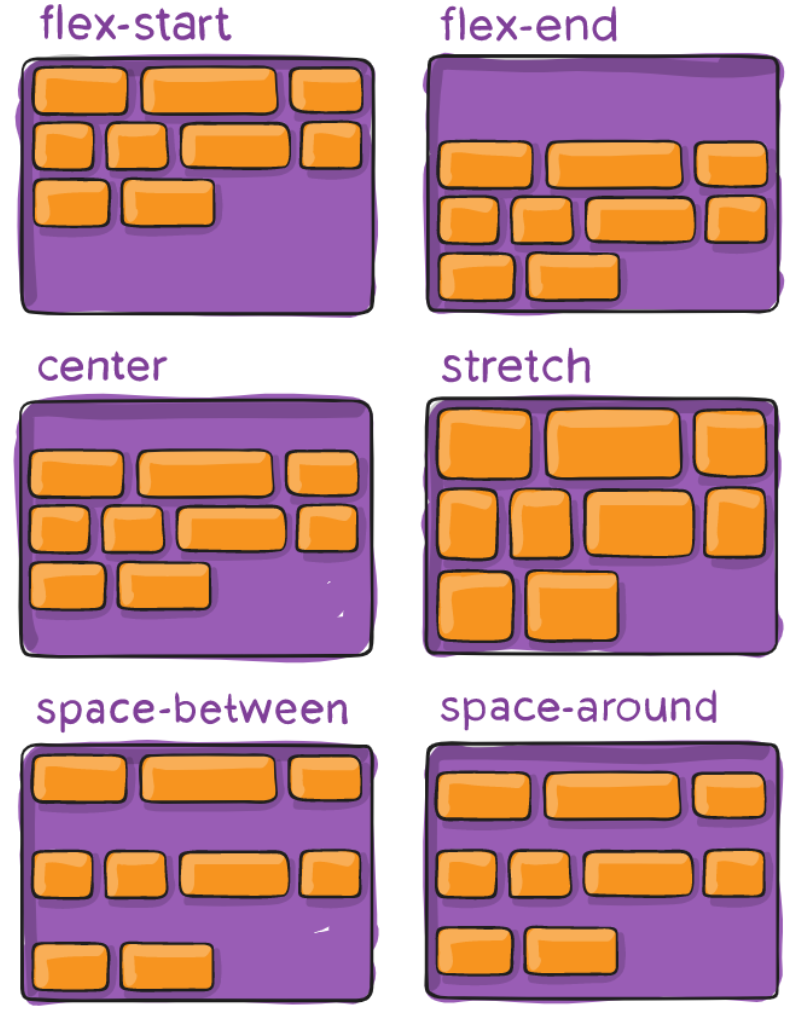 flex-start
flex-end
center
stretch
space-between
space-around